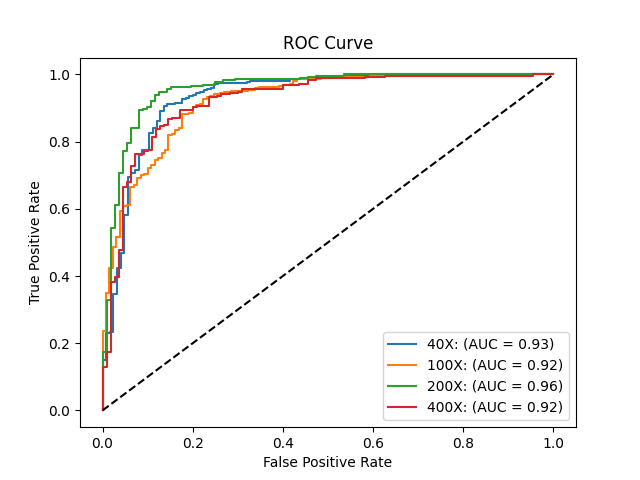 ROC Curve
True Positive Rate
1.0
0.8
0.6
0.4
0.2
0.0
40X: (AUC = 0.93)
100X: (AUC = 0.92)
200X: (AUC = 0.96)
400X: (AUC = 0.92)
0.0 0.2 0.4 0.6 0.8 1.0
False Positive Rate